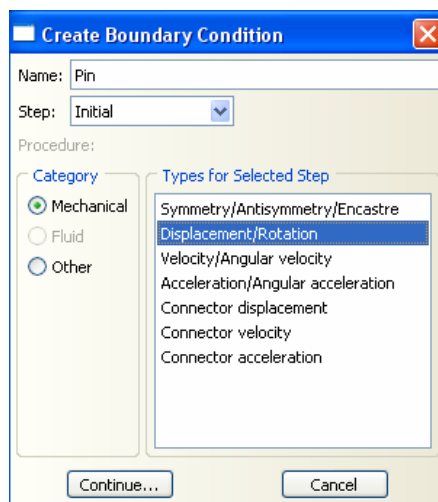 Create Boundary Condition
Name: Pin
Step: Initial
Procedure:
Category
Mechanical
Fluid
Other
Types for Selected Step
Symmetry/Antisymmetry/Encastre
Displacement/Rotation
Velocity/Angular velocity
Acceleration/Angular acceleration
Connector displacement
Connector velocity
Connector acceleration
Continue... Cancel